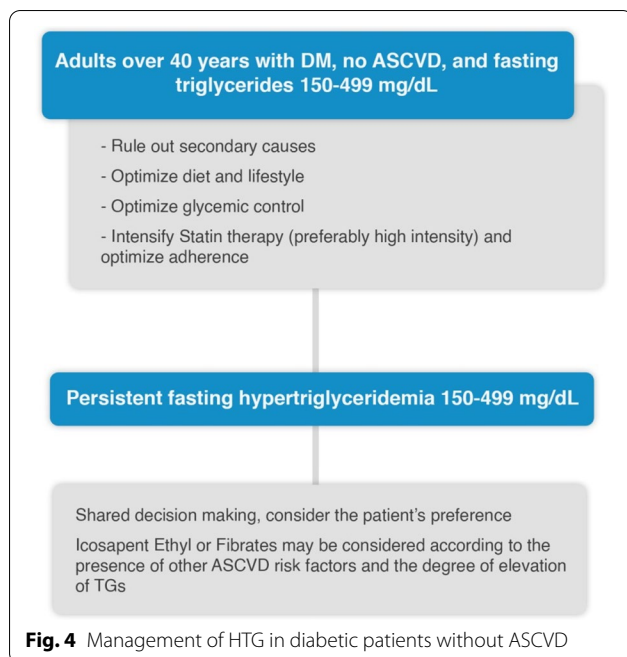 Adults over 40 years with DM, no ASCVD, and fasting
triglycerides 150-499 mg/dL
- Rule out secondary causes
- Optimize diet and lifestyle
- Optimize glycemic control
- Intensify Statin therapy (preferably high intensity) and
optimize adherence
Persistent fasting hypertriglyceridemia 150-499 mg/dL
Shared decision making, consider the patient's preference
Icosapent Ethyl or Fibrates may be considered according to the
presence of other ASCVD risk factors and the degree of elevation
of TGs
Fig. 4 Management of HTG in diabetic patients without ASCVD